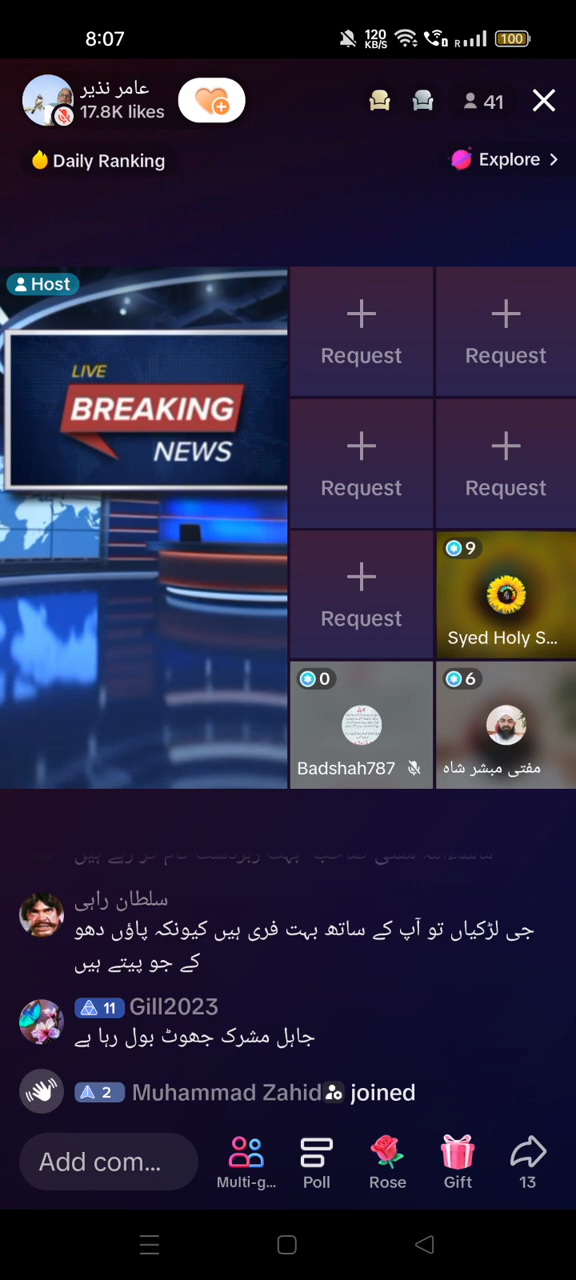 8:07
120
KB/S
R
100
عامر نذیر
17.8K likes
41
Daily Ranking
Explore >
Host
LIVE
BREAKING
NEWS
Request
Request
Request
Request
Request
9
Syed Holy S...
0
Badshah787
6
مفتی مبشر شاہ
سلطان راہی
جی لڑکیاں تو آپ کے ساتھ بہت فری ہیں کیونکہ پاؤں دھو
کے جو پیتے ہیں
11 Gill2023
جاہل مشرک جھوٹ بول رہا ہے
2 Muhammad Zahid joined
Add com...
Multi-g...
Poll
Rose
Gift
13